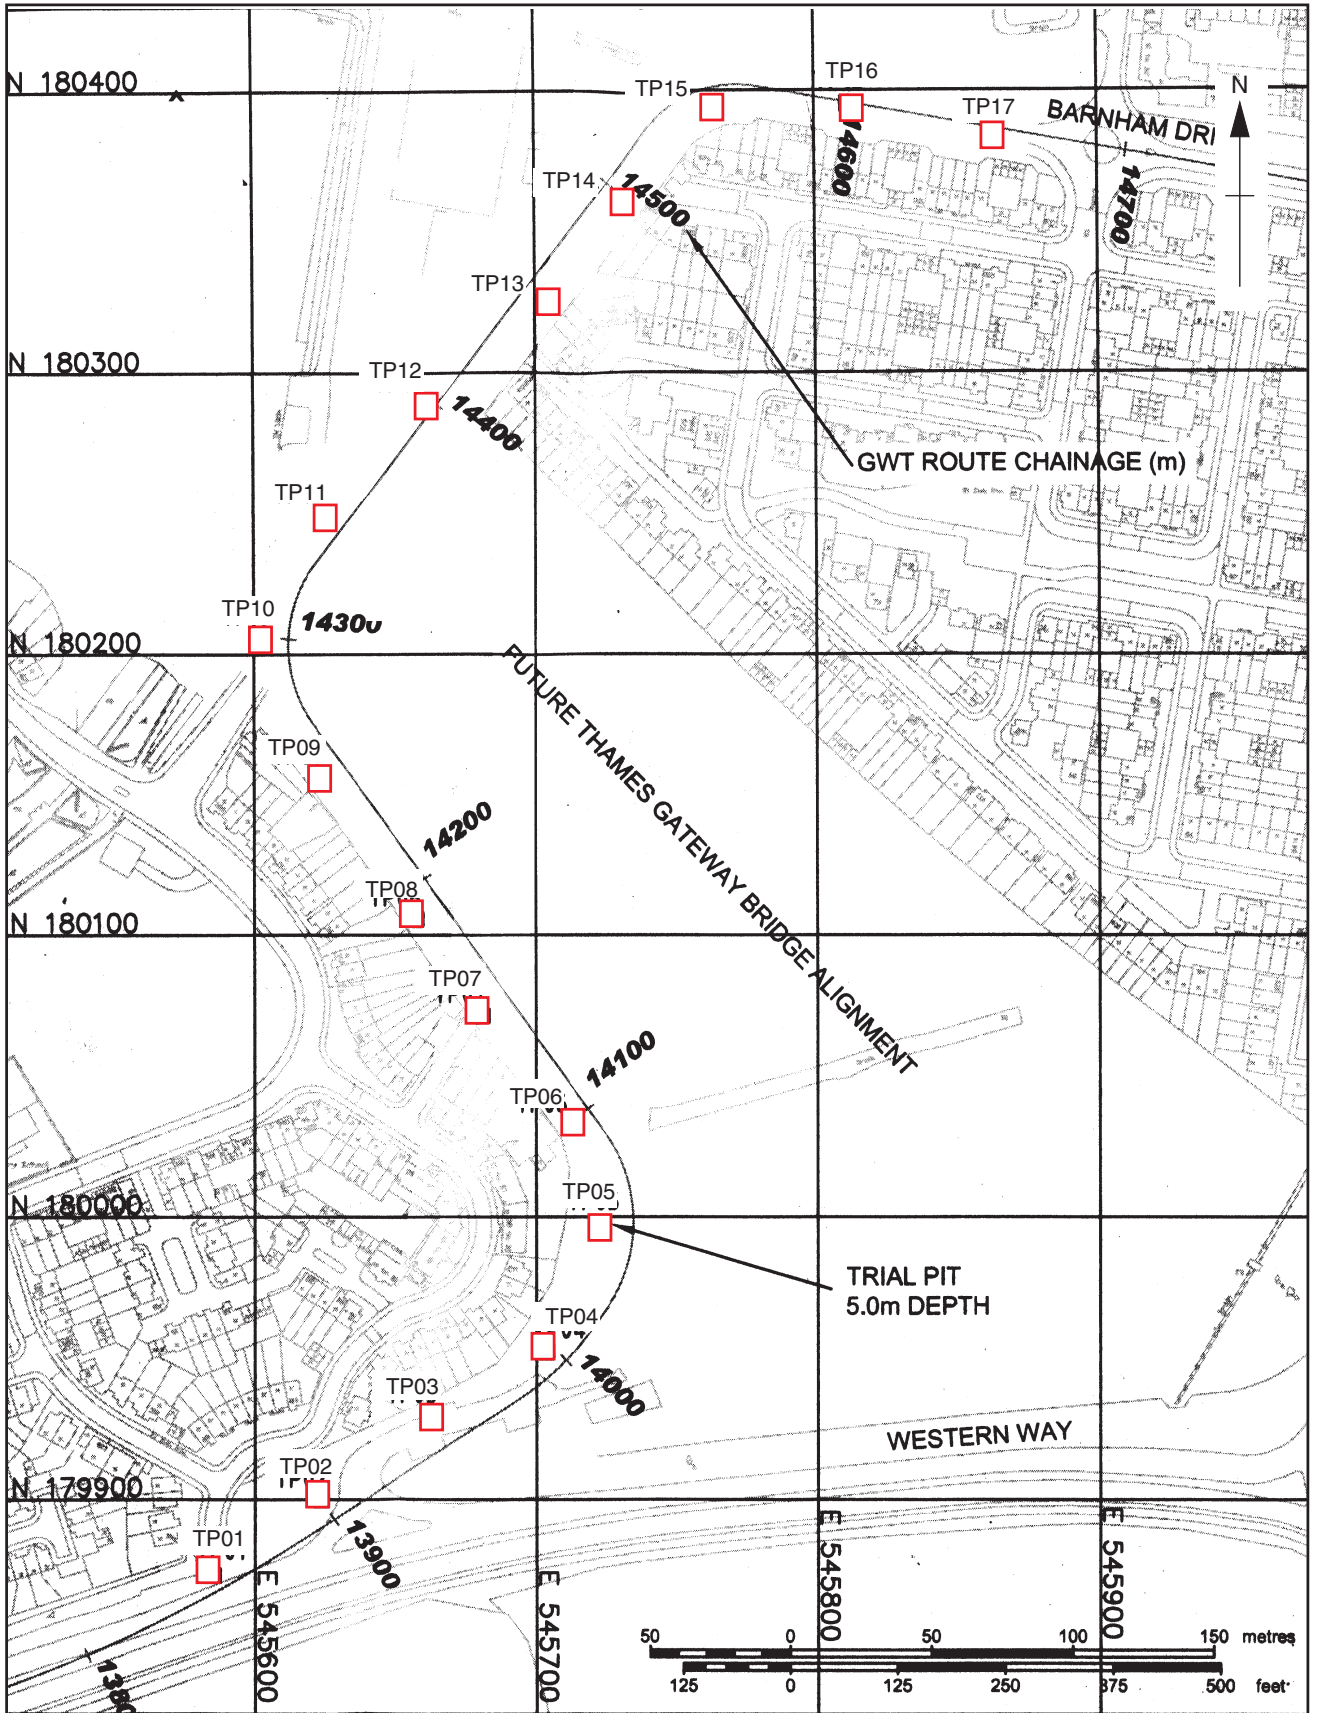 N 180400
TP15
TP16
TP17
BARNHAM DRI
N
14600
TP14
14500
14700
TP13
N 180300
TP12
14400
GWT ROUTE CHAINAGE (m)
TP11
TP10
14300
N 180200
FUTURE THAMES GATEWAY BRIDGE ALIGNMENT
TP09
14200
TP08
N 180100
TP07
14100
TP06
TP05
N 180000
TRIAL PIT
5.0m DEPTH
TP04
14000
TP03
WESTERN WAY
TP02
N 179900
13900
TP01
E 545600
E 545700
E 545800
E 545900
1380
50 0 50 100 150 metres
125 0 125 250 375 500 feet